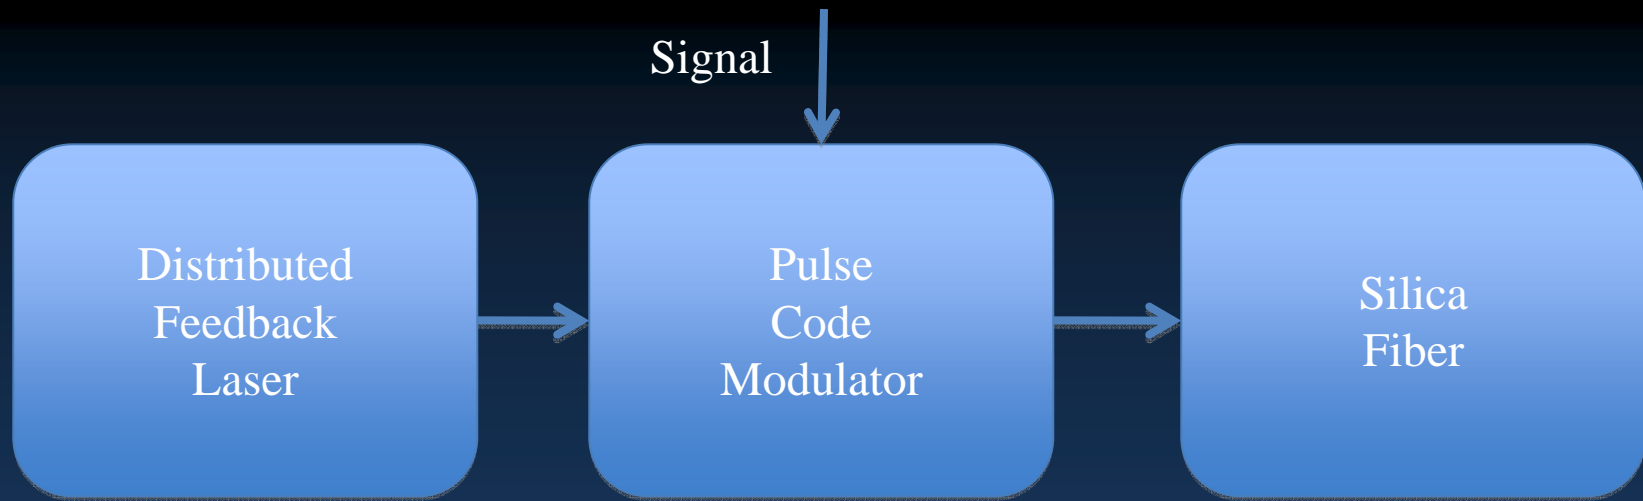 Signal
Distributed
Feedback
Laser
Pulse
Code
Modulator
Silica
Fiber